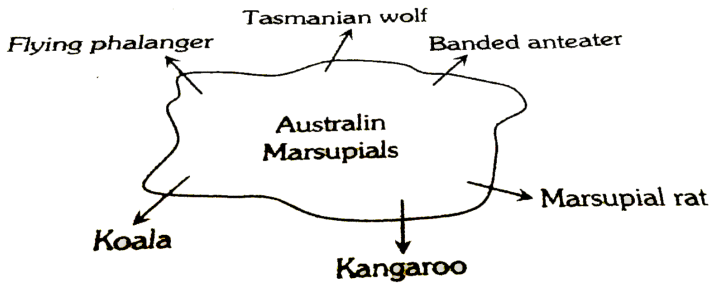 Tasmanian wolf
Flying phalanger
Banded anteater
Australin
Marsupials
Marsupial rat
Koala
Kangaroo